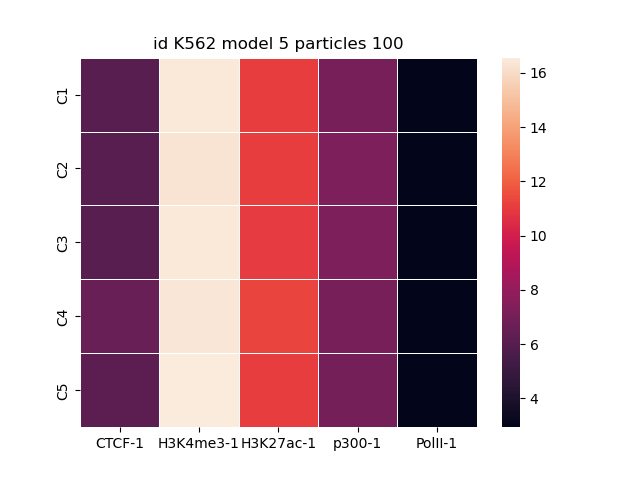 id K562 model 5 particles 100
C1
C2
C3
C4
C5
CTCF-1 H3K4me3-1 H3K27ac-1 p300-1 PolII-1
16
14
12
10
8
6
4